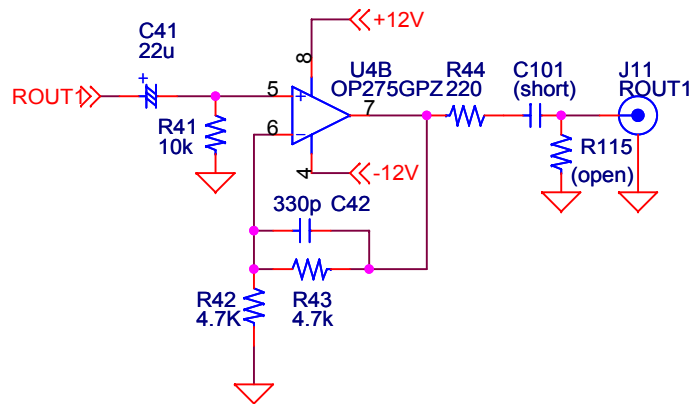 +12V
C41
22u
ROUT1
R41
10k
8
5
+
6
-
4
U4B
OP275GPZ
7
-12V
R44
220
C101
(short)
J11
ROUT1
R115
(open)
330p C42
R42
4.7K
R43
4.7k